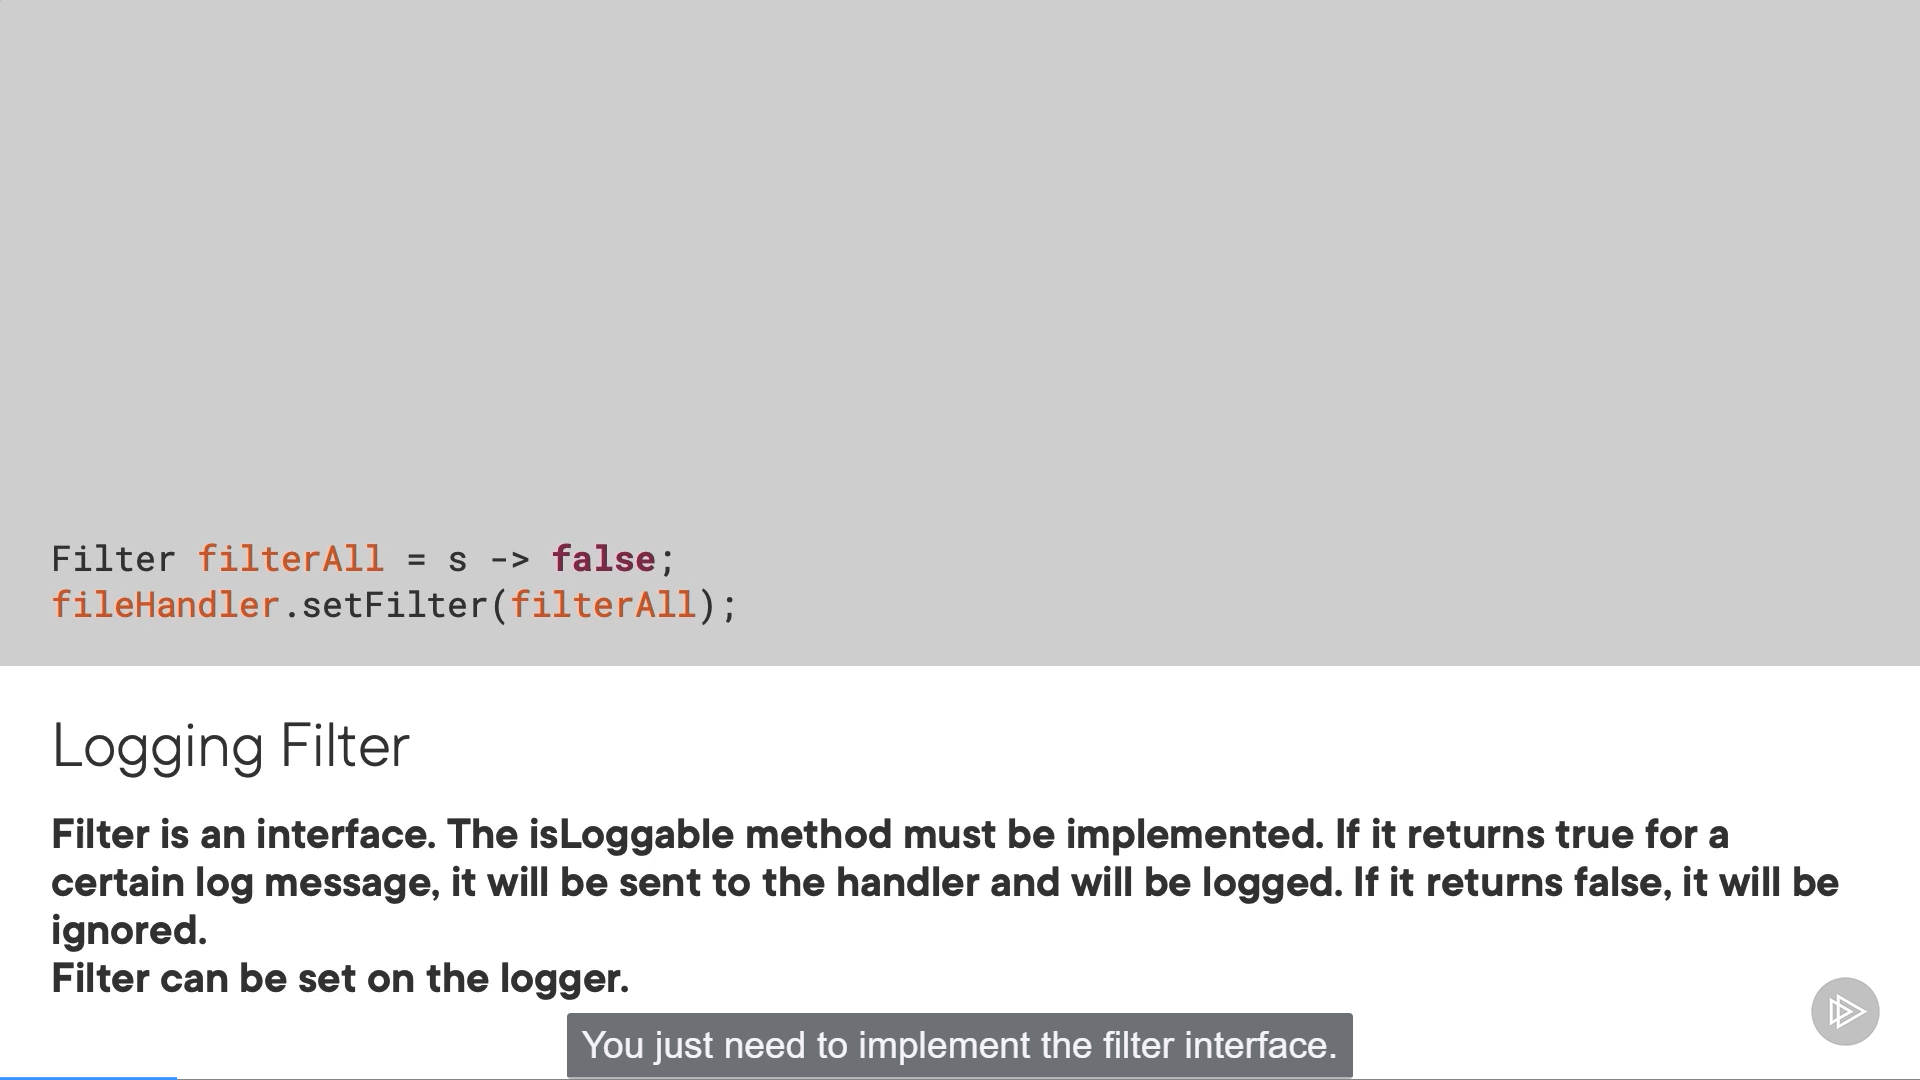 Filter filterAll = s -> false;
fileHandler.setFilter(filterAll);
Logging Filter
Filter is an interface. The isLoggable method must be implemented. If it returns true for a
certain log message, it will be sent to the handler and will be logged. If it returns false, it will be
ignored.
Filter can be set on the logger.
You just need to implement the filter interface.